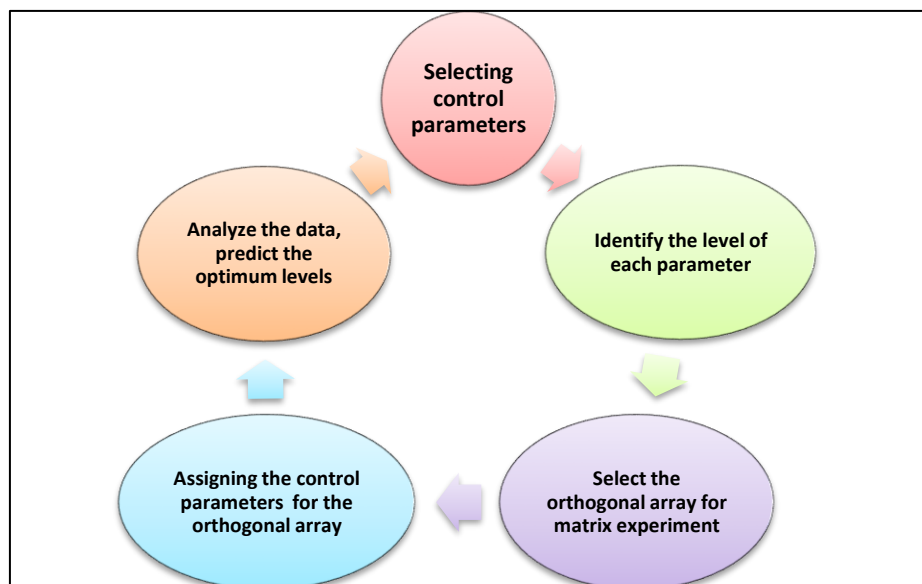 Selecting
control
parameters
Identify the level of
each parameter
Select the
orthogonal array for
matrix experiment
Assigning the control
parameters for the
orthogonal array
Analyze the data,
predict the
optimum levels